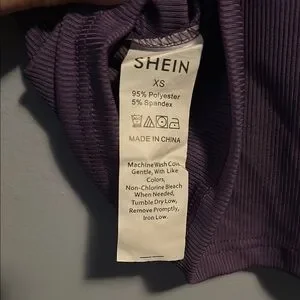 SHEIN
XS
95% Polyester
5% Spandex
MADE IN CHINA
Machine Wash Cold,
Gentle, With Like
Colors,
Non-Chlorine Beach
When Needed,
Tumble Dry Low,
Remove Promptly,
Iron Low.